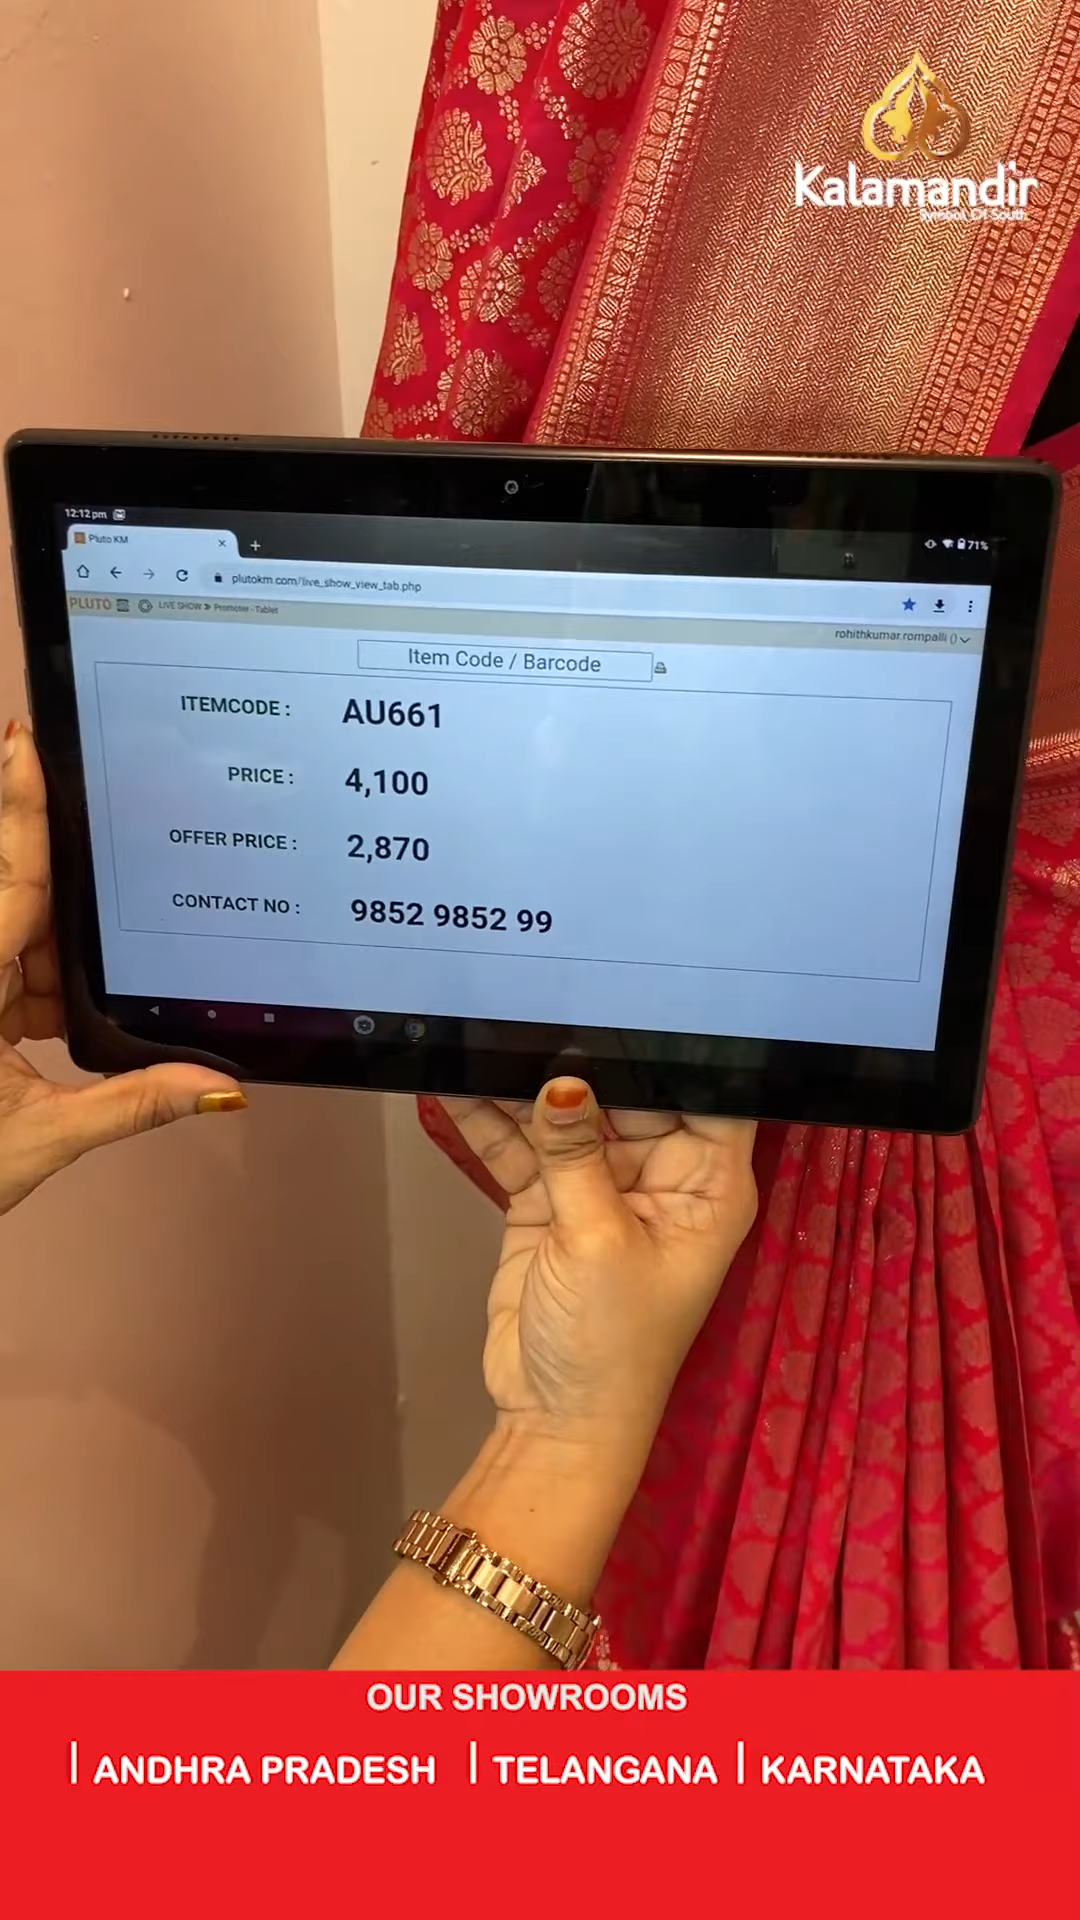 Kalamandir
Symbol Of South
12:12pm
71%
Pluto KM
plutokm.com/live_show_view_tab.php
PLUTO
LIVE SHOW » Promoter - Tablet
rohithkumar.rompalli ()
Item Code / Barcode
ITEMCODE : AU661
PRICE : 4,100
OFFER PRICE : 2,870
CONTACT NO : 9852 9852 99
OUR SHOWROOMS
| ANDHRA PRADESH | TELANGANA | KARNATAKA